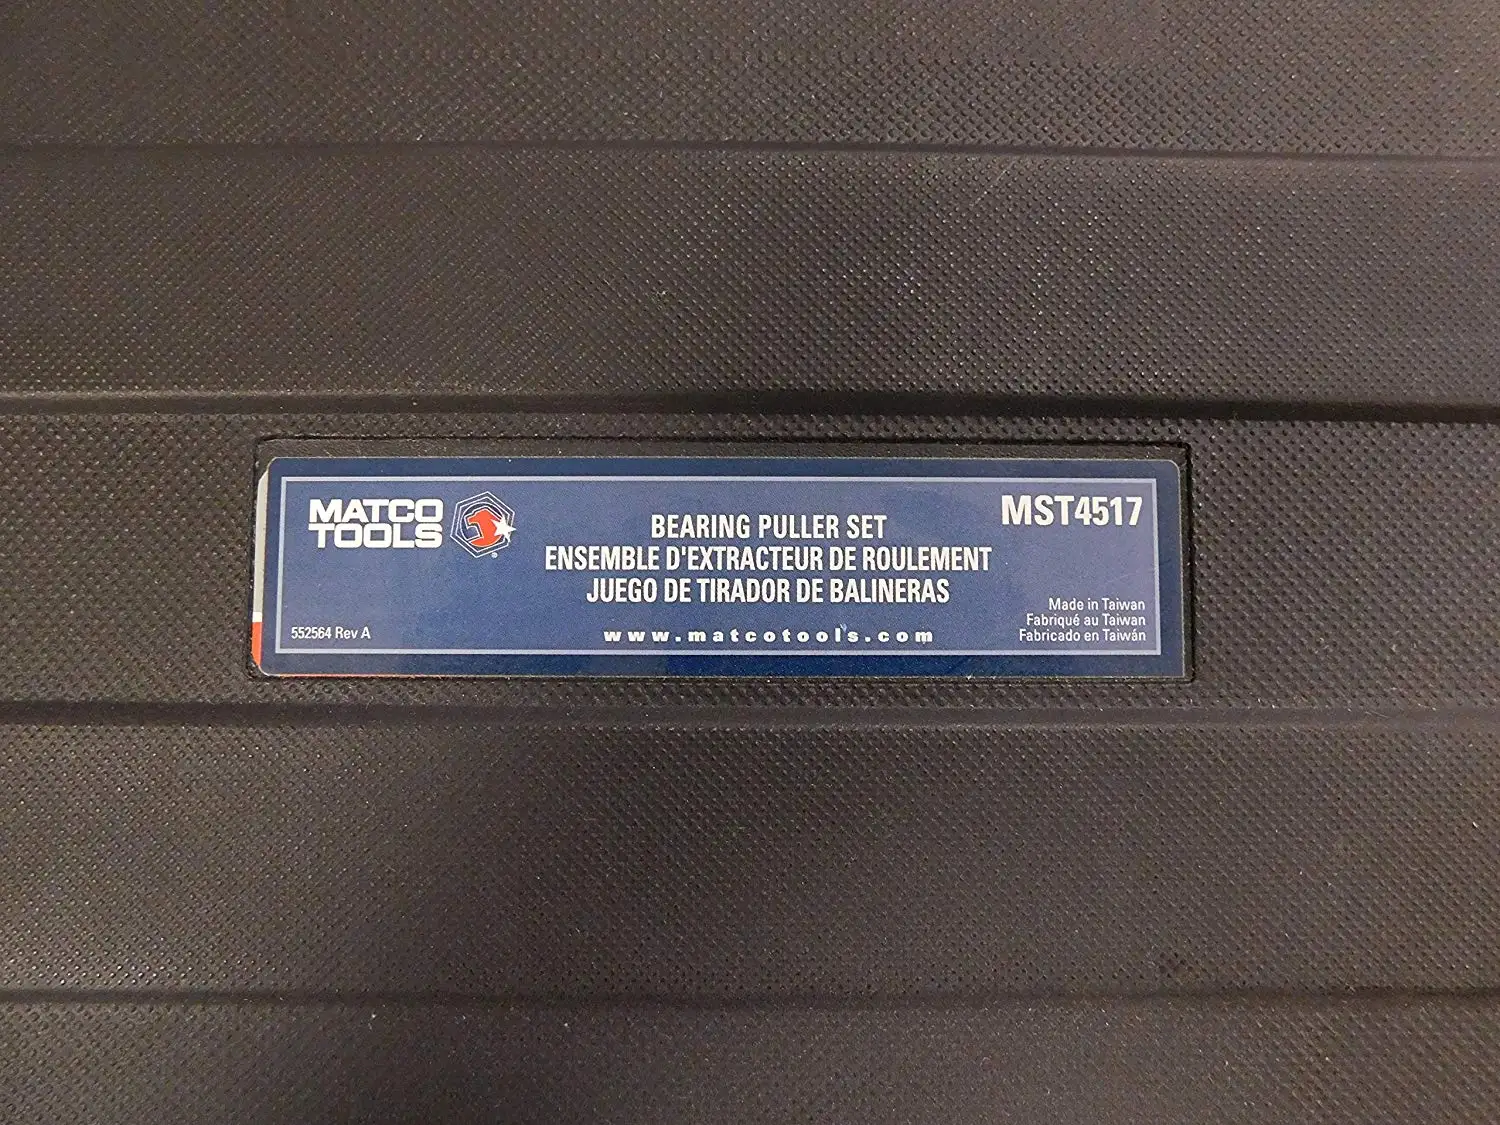 MATCO
TOOLS
®
BEARING PULLER SET
ENSEMBLE D'EXTRACTEUR DE ROULEMENT
JUEGO DE TIRADOR DE BALINERAS
www.matcotools.com
MST4517
Made in Taiwan
Fabriqué au Taiwan
Fabricado en Taiwán
552564 Rev A